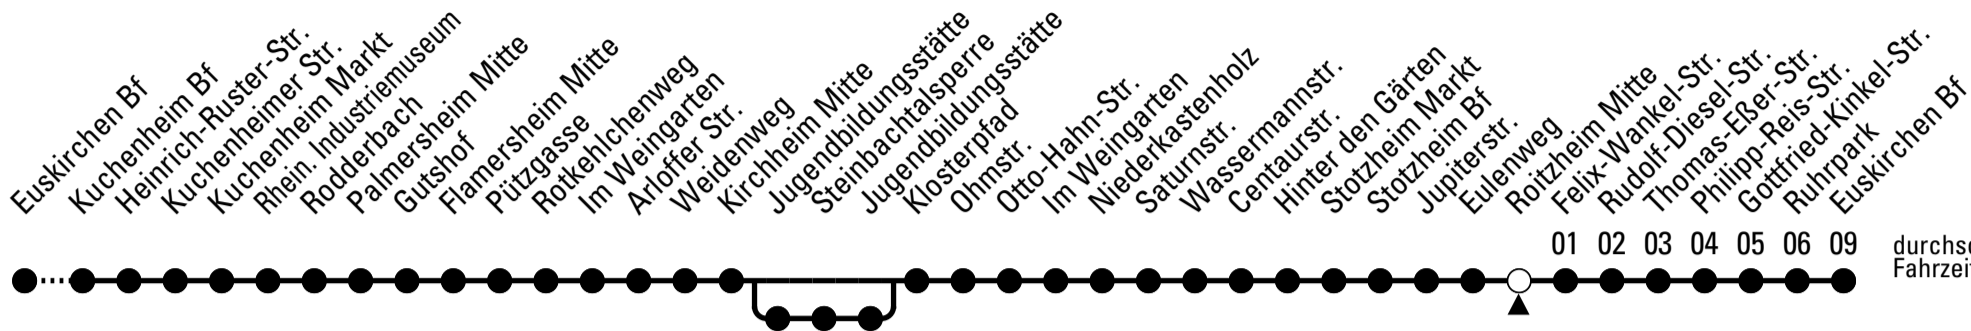 Euskirchen Bf
Kuchenheim Bf
Heinrich-Ruster-Str.
Kuchenheimer Str.
Kuchenheim Markt
Rhein. Industriemuseum
Rodderbach
Palmersheim Mitte
Gutshof
Flamersheim Mitte
Pützgasse
Rotkehlchenweg
Im Weingarten
Arloffer Str.
Weidenweg
Kirchheim Mitte
Jugendbildungsstätte
Steinbachtalsperre
Jugendbildungsstätte
Klosterpfad
Ohmstr.
Otto-Hahn-Str.
Im Weingarten
Niederkastenholz
Saturnstr.
Wassermannstr.
Centaurstr.
Hinter den Gärten
Stotzheim Markt
Stotzheim Bf
Jupiterstr.
Eulenweg
Roitzheim Mitte
Felix-Wankel-Str.
Rudolf-Diesel-Str.
Thomas-Eßer-Str.
Philipp-Reis-Str.
Gottfried-Kinkel-Str.
Ruhrpark
Euskirchen Bf
01 02 03 04 05 06 09
durchs
Fahrzeit